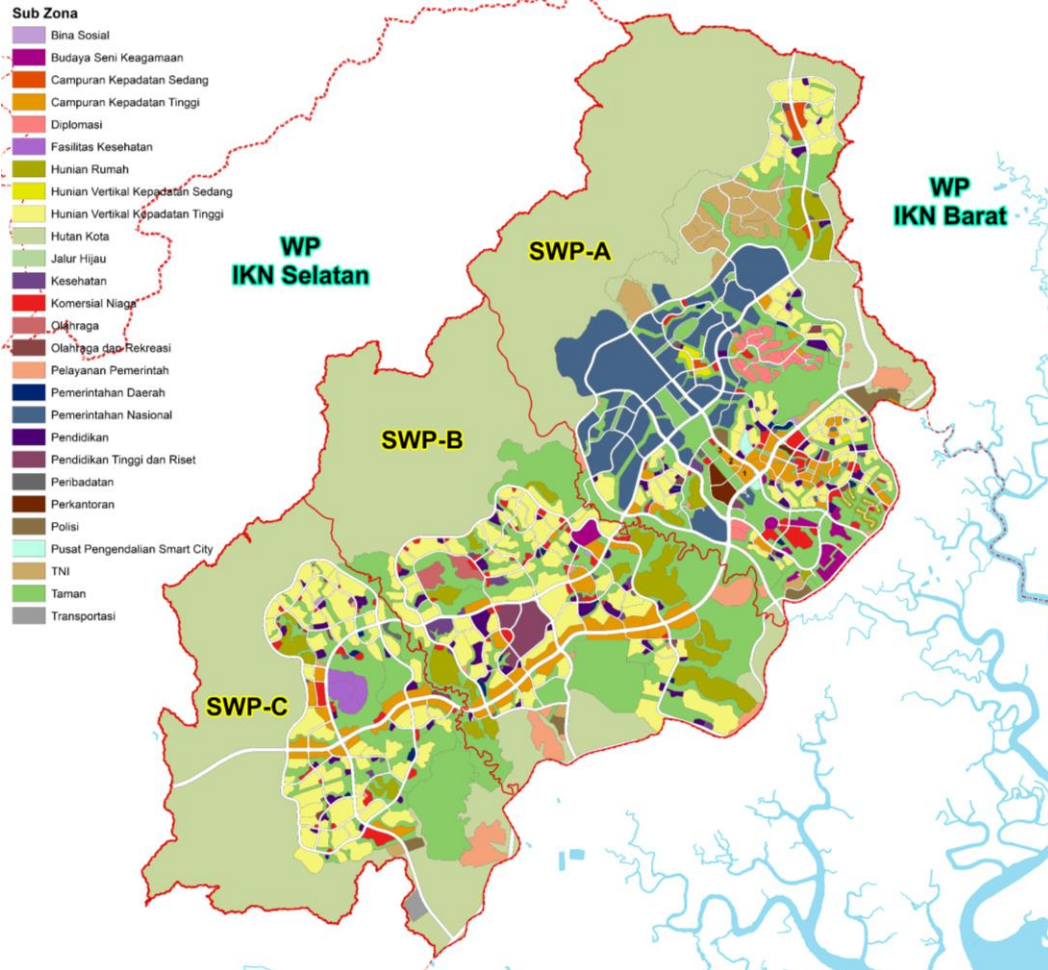 Sub Zona
Bina Sosial
Budaya Seni Keagamaan
Campuran Kepadatan Sedang
Campuran Kepadatan Tinggi
Diplomasi
Fasilitas Kesehatan
Hunian Rumah
Hunian Vertikal Kepadatan Sedang
Hunian Vertikal Kepadatan Tinggi
Hutan Kota
Jalur Hijau
Kesehatan
Komersial Niaga
Olahraga
Olahraga dan Rekreasi
Pelayanan Pemerintah
Pemerintahan Daerah
Pemerintahan Nasional
Pendidikan
Pendidikan Tinggi dan Riset
Peribadatan
Perkantoran
Polisi
Pusat Pengendalian Smart City
TNI
Taman
Transportasi
WP
IKN Selatan
WP
IKN Barat
SWP-A
SWP-B
SWP-C
3
2
1